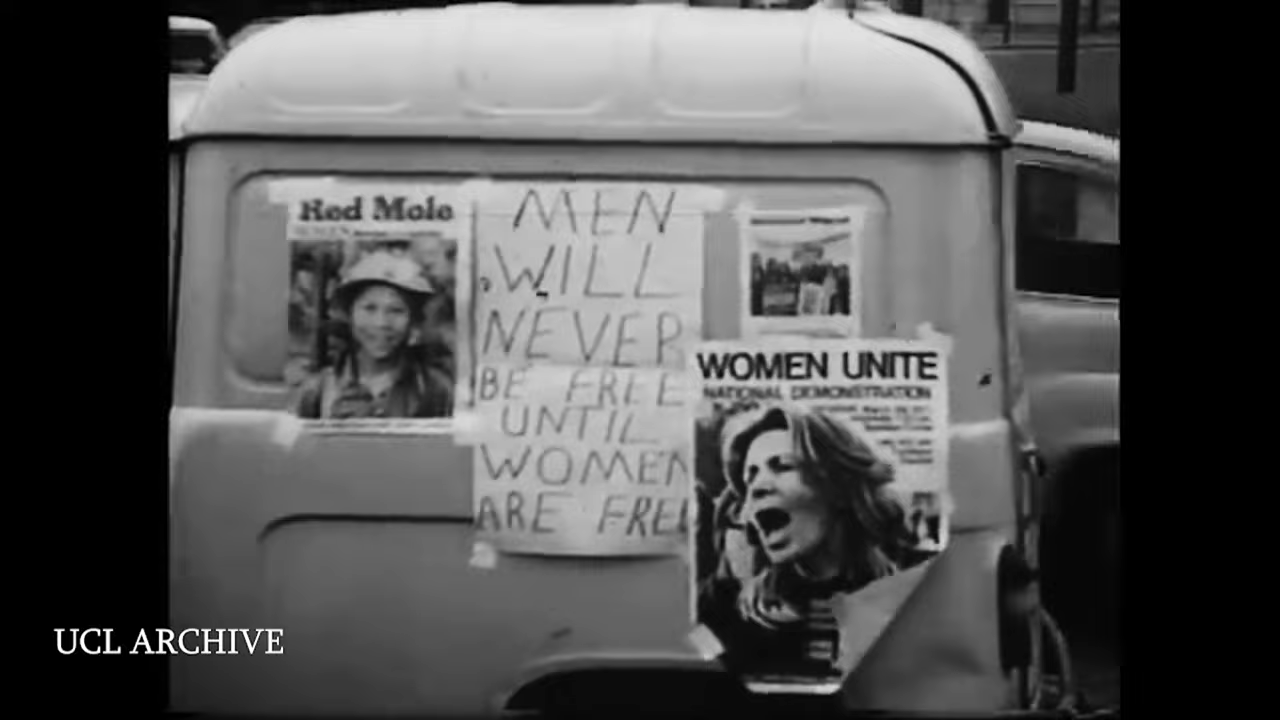 Red Mole
MEN
WILL
NEVER
BE FREE
UNTIL
WOMEN
ARE FREE
WOMEN UNITE
NATIONAL DEMONSTRATION
UCL ARCHIVE